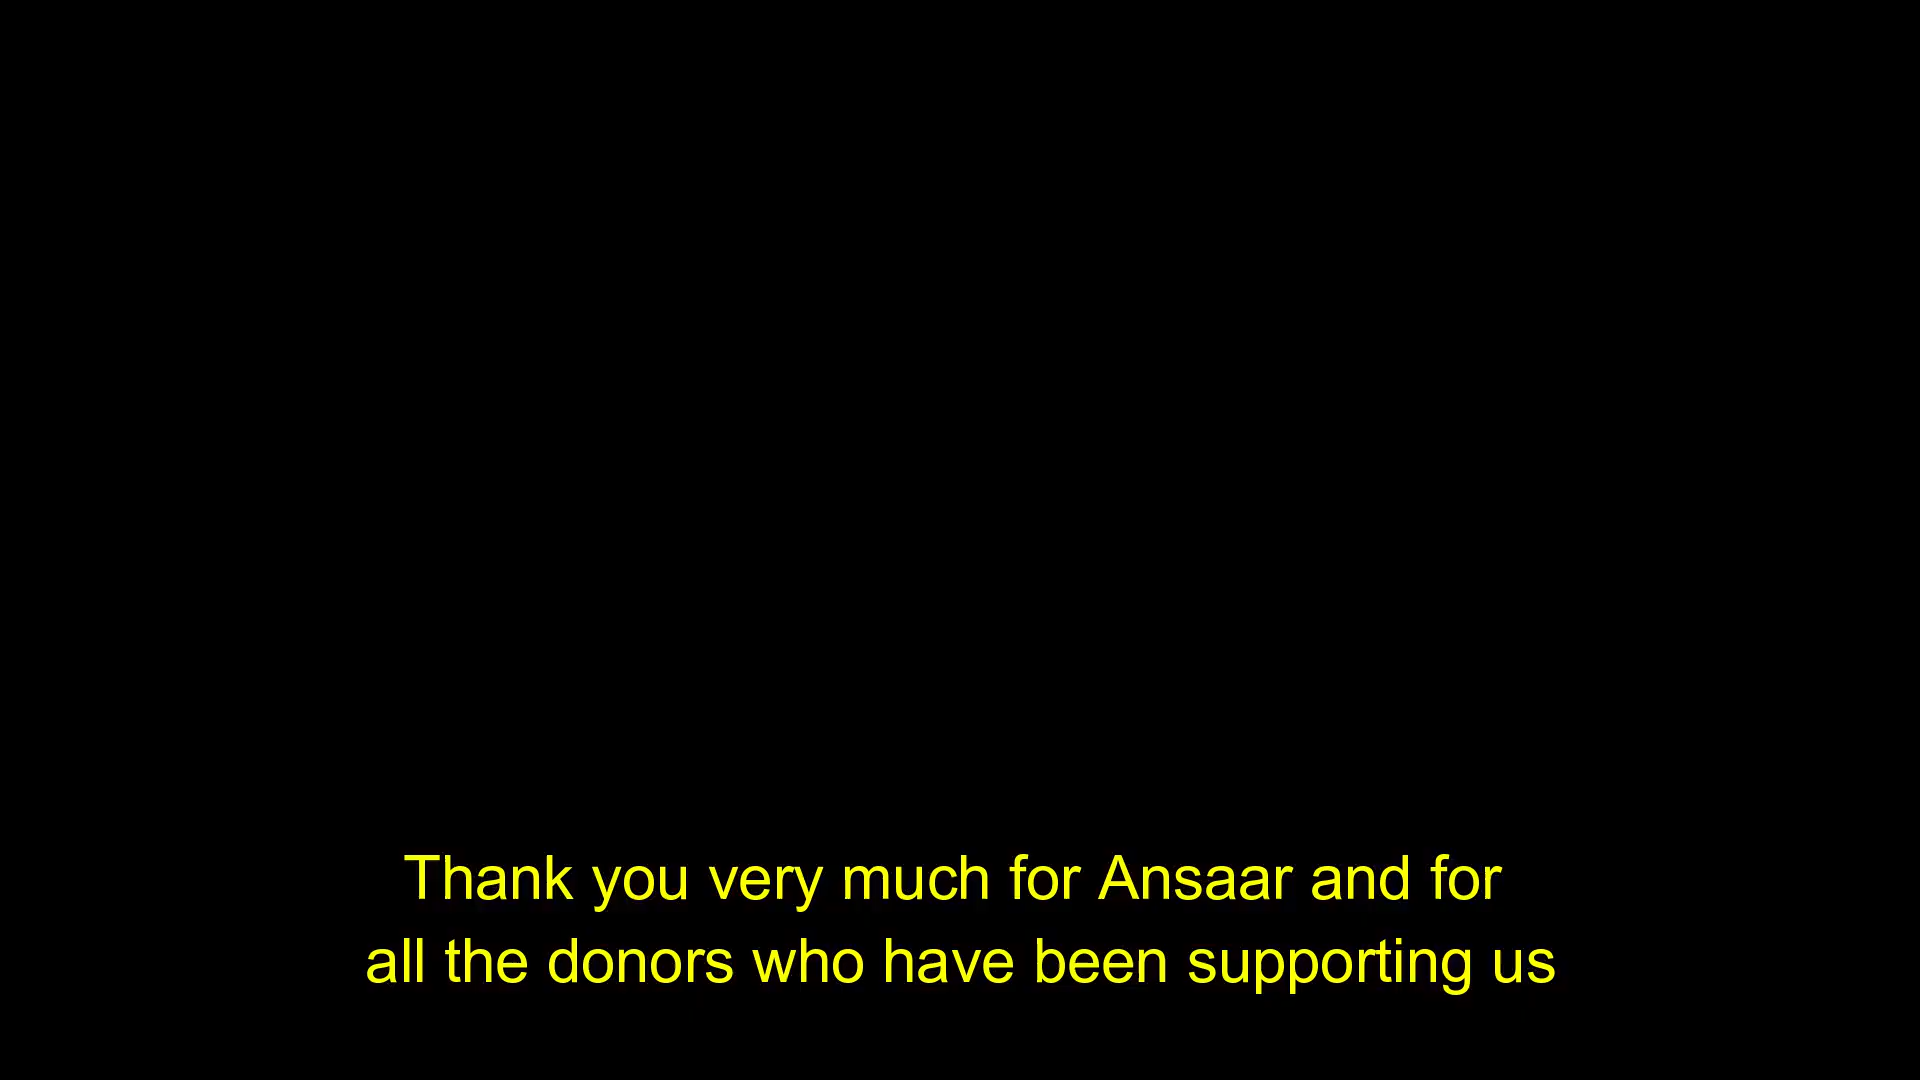 Thank you very much for Ansaar and for
all the donors who have been supporting us